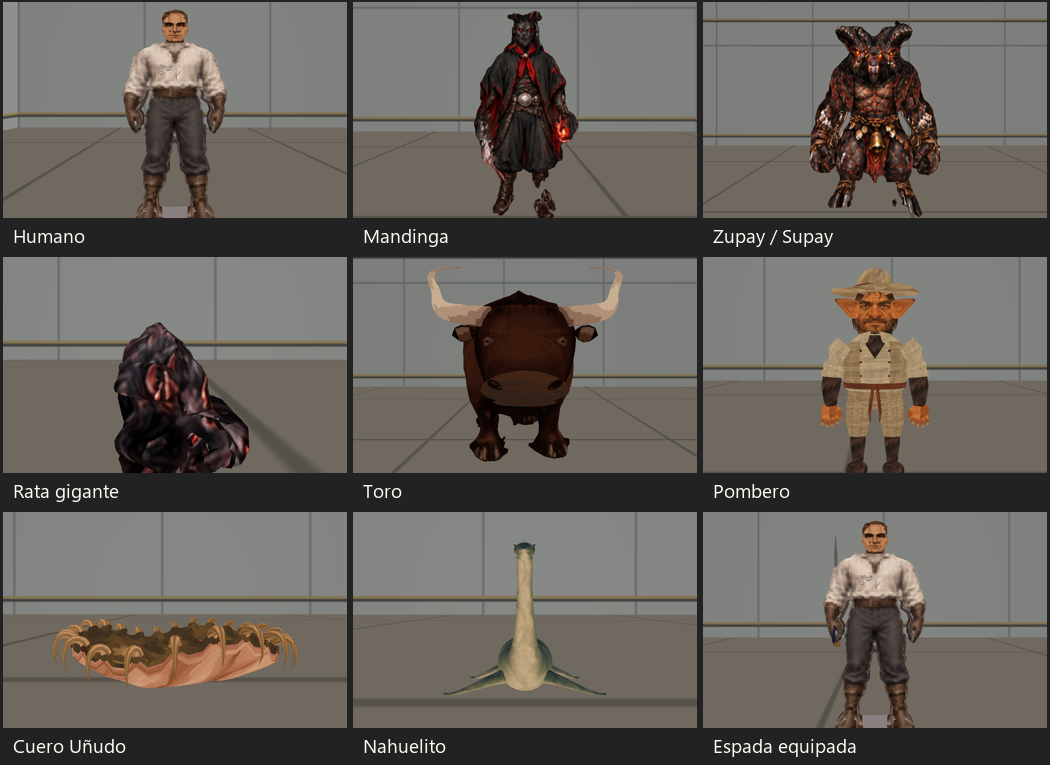 Humano
Mandinga
Zupay / Supay
Rata gigante
Toro
Pombero
Cuero Uñudo
Nahuelito
Espada equipada